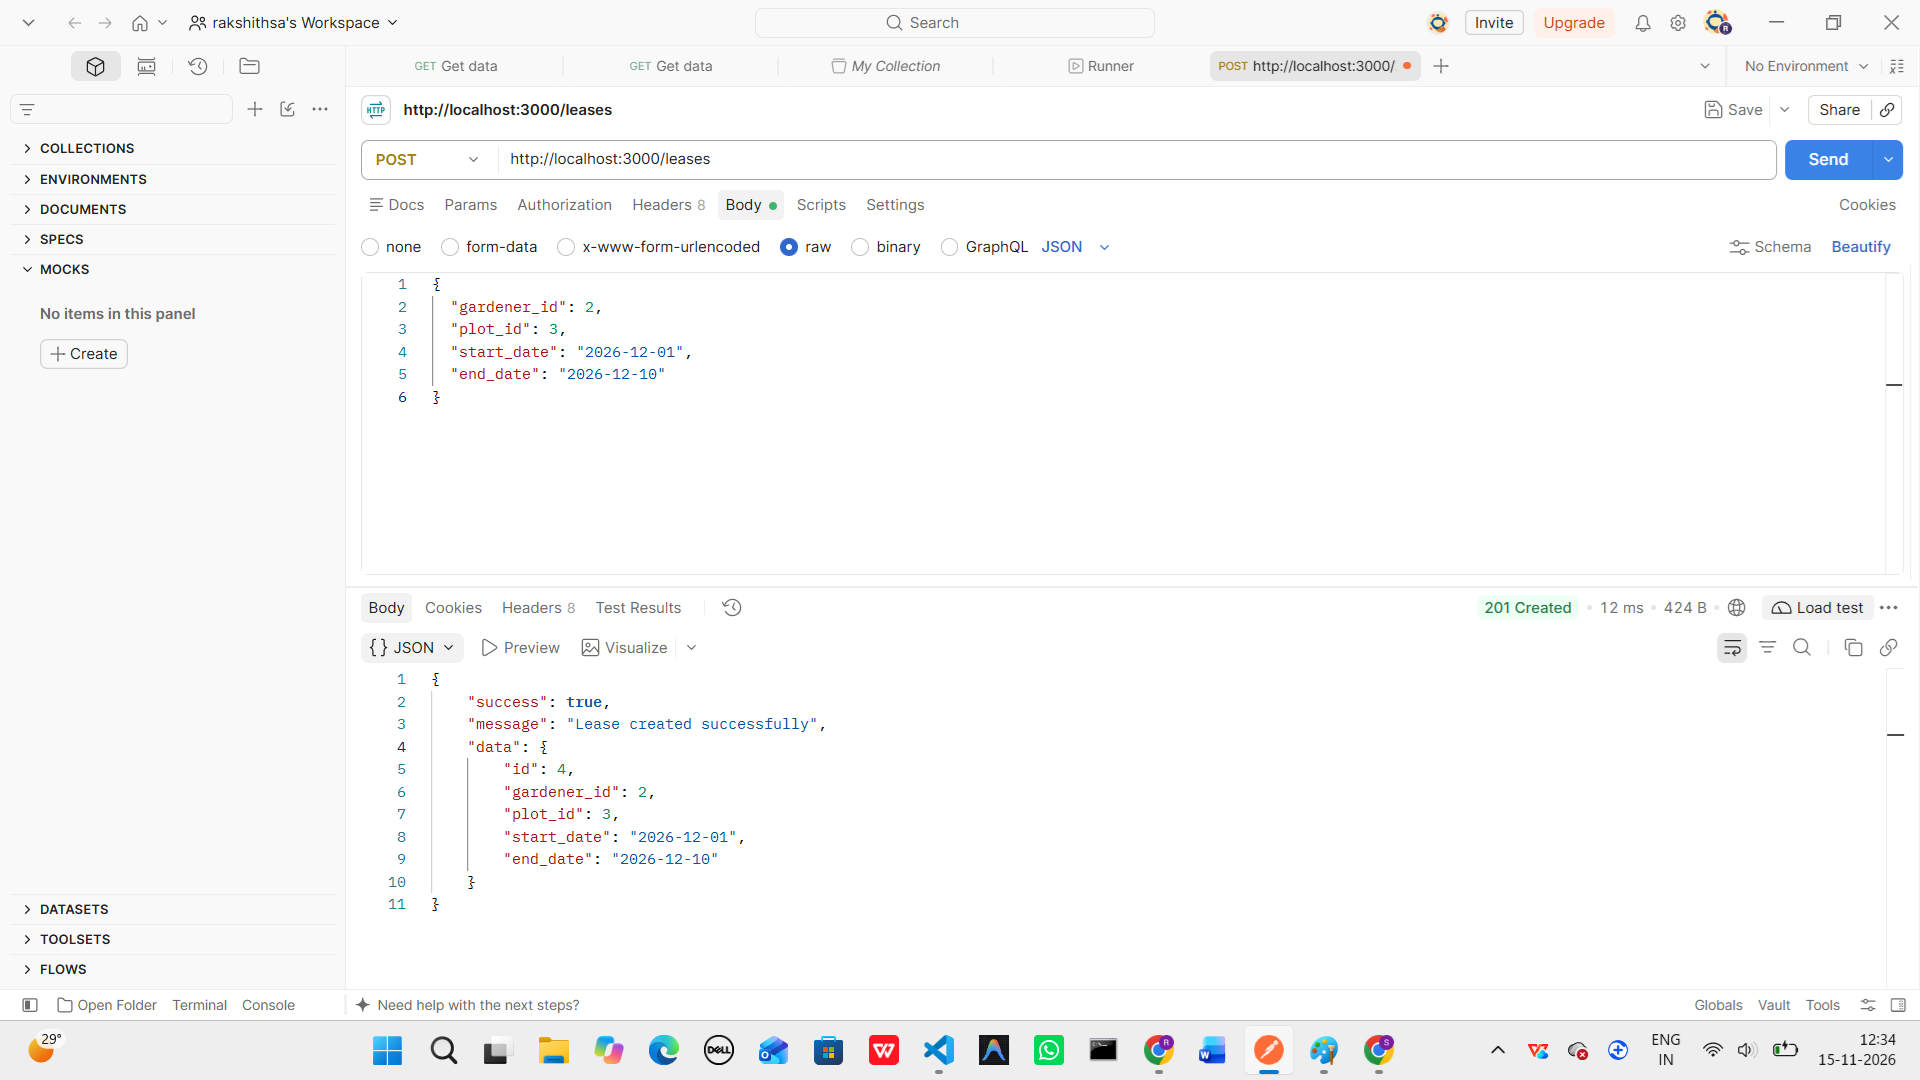 rakshithsa's Workspace
Search
Invite
Upgrade
R
GET Get data
GET Get data
My Collection
Runner
POST http://localhost:3000/
No Environment
HTTP
http://localhost:3000/leases
Save
Share
COLLECTIONS
ENVIRONMENTS
DOCUMENTS
SPECS
MOCKS
No items in this panel
Create
POST
http://localhost:3000/leases
Send
Docs Params Authorization Headers 8 Body Scripts Settings
Cookies
none form-data x-www-form-urlencoded raw binary GraphQL JSON
Schema Beautify
1 {
2 "gardener_id": 2,
3 "plot_id": 3,
4 "start_date": "2026-12-01",
5 "end_date": "2026-12-10"
6 }
Body Cookies Headers 8 Test Results
201 Created 12 ms 424 B
Load test
{} JSON Preview Visualize
1 {
2 "success": true,
3 "message": "Lease created successfully",
4 "data": {
5 "id": 4,
6 "gardener_id": 2,
7 "plot_id": 3,
8 "start_date": "2026-12-01",
9 "end_date": "2026-12-10"
10 }
11 }
DATASETS
TOOLSETS
FLOWS
Open Folder Terminal Console
Need help with the next steps?
Globals Vault Tools
29°
DELL
W
R
W
S
ENG
IN
12:34
15-11-2026